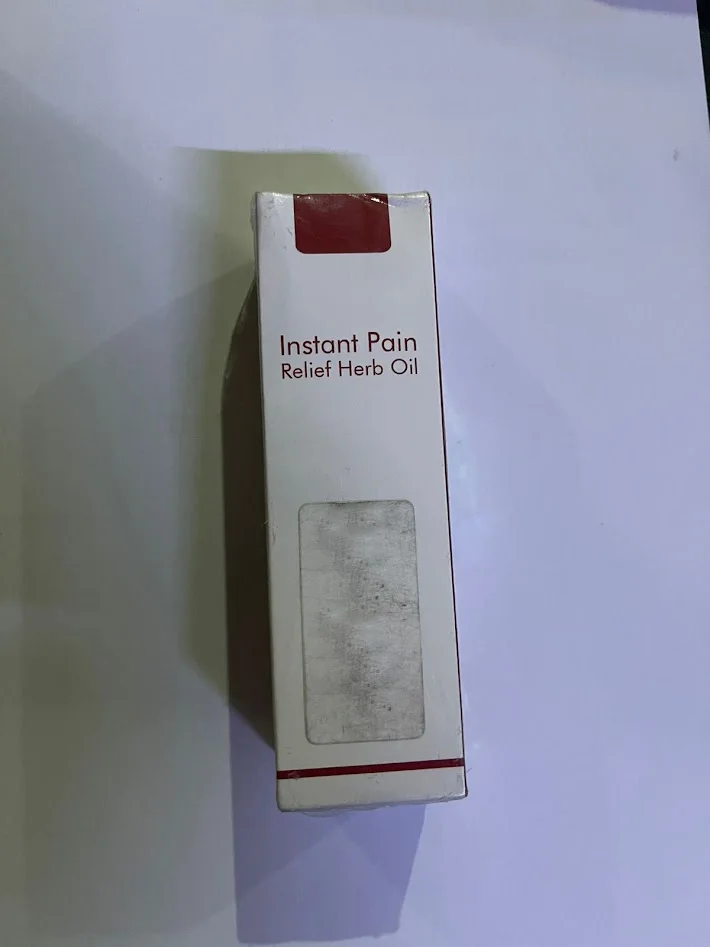 Instant Pain
Relief Herb Oil